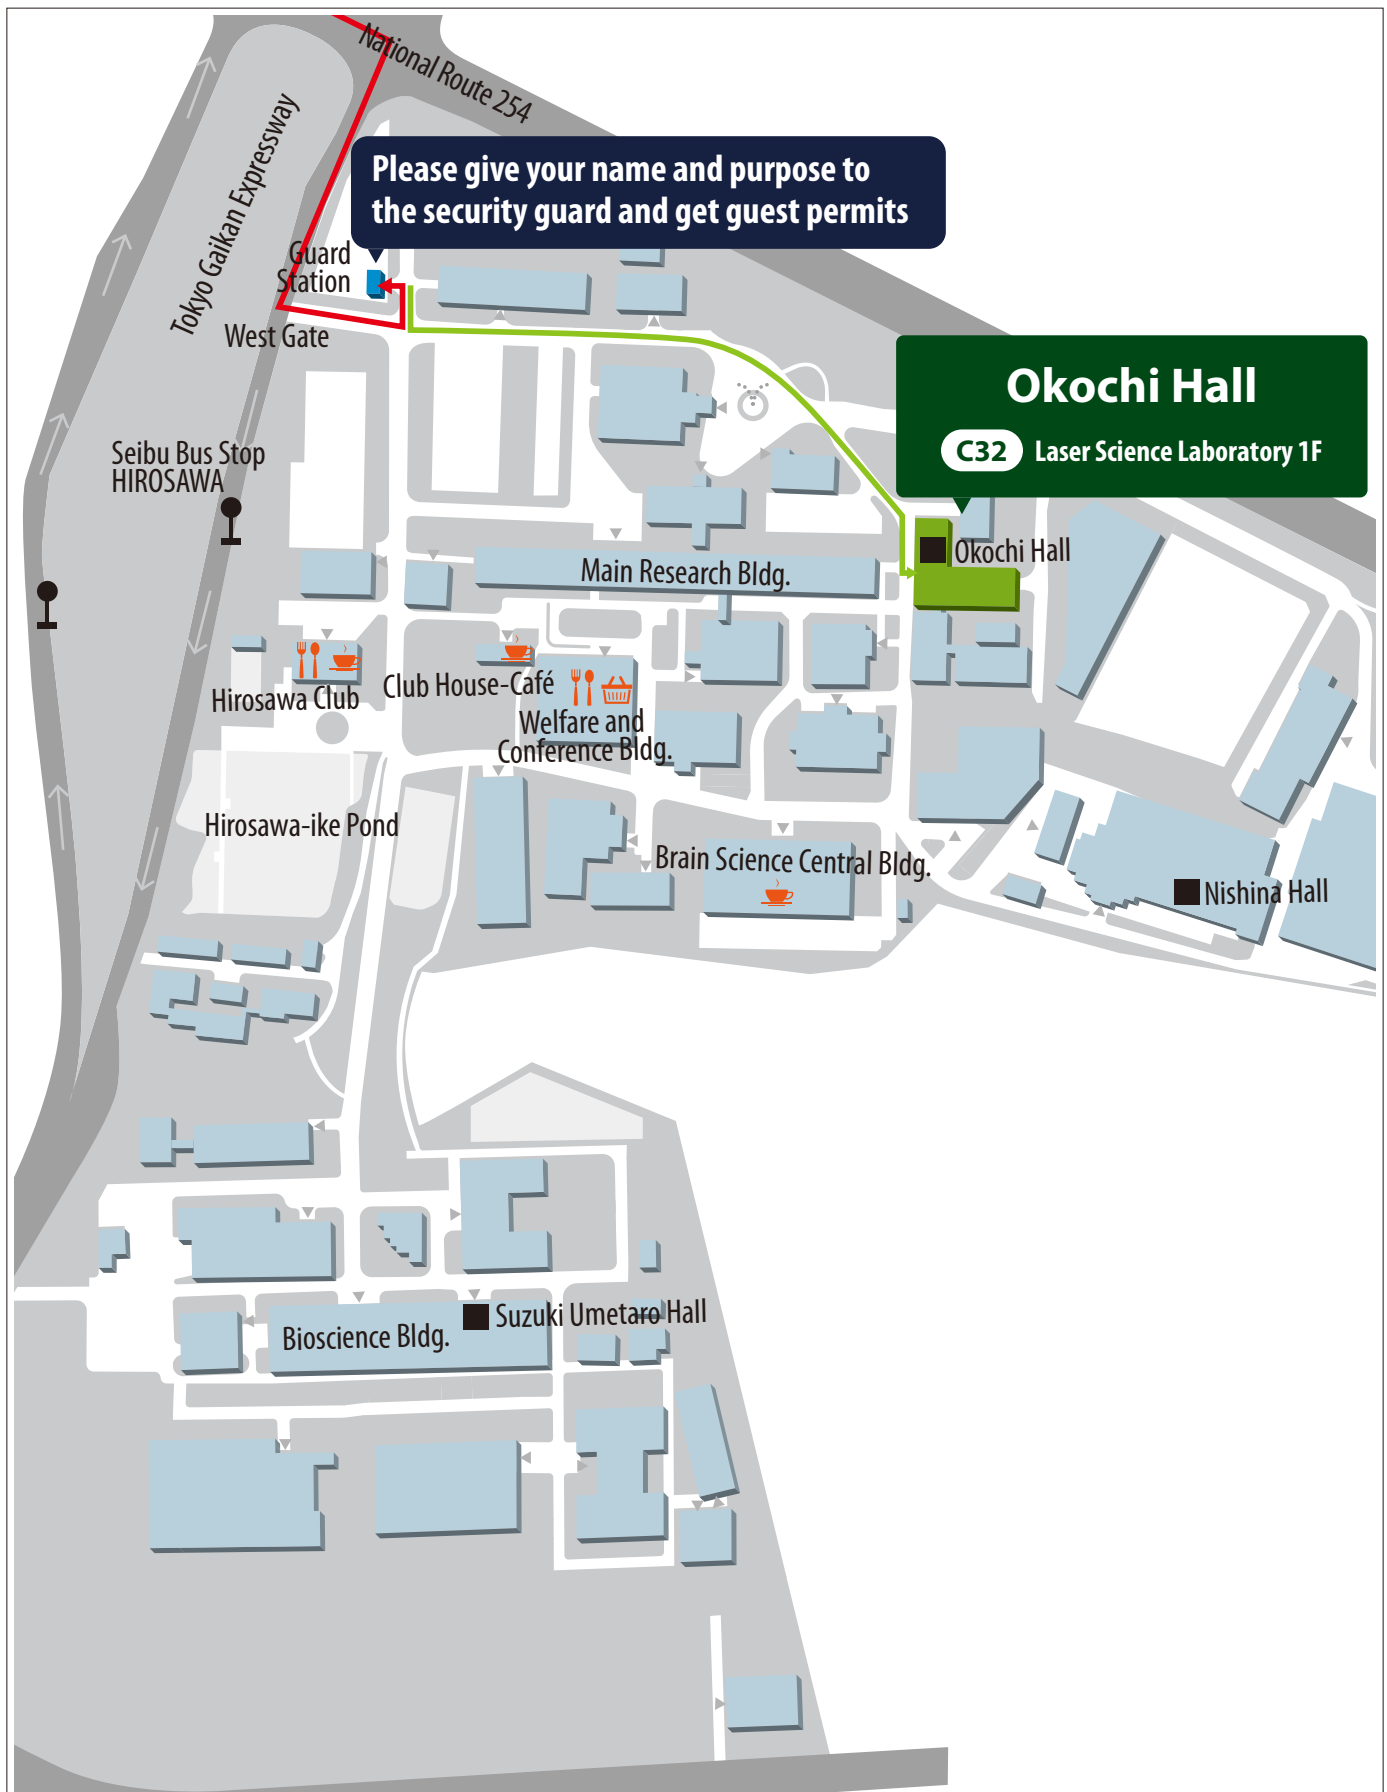 National Route 254
Tokyo Gaikan Expressway
Please give your name and purpose to
the security guard and get guest permits
Guard
Station
West Gate
Okochi Hall
C32 Laser Science Laboratory 1F
Seibu Bus Stop
HIROSAWA
Okochi Hall
Main Research Bldg.
Hirosawa Club
Club House-Café
Welfare and
Conference Bldg.
Hirosawa-ike Pond
Brain Science Central Bldg.
Nishina Hall
Suzuki Umetaro Hall
Bioscience Bldg.